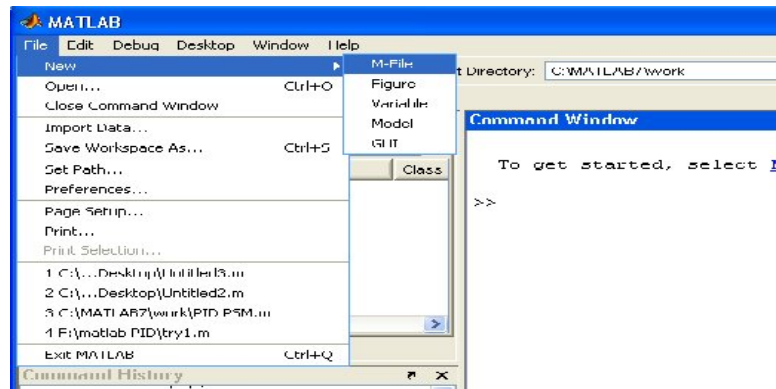 MATLAB
File Edit Debug Desktop Window Help
New
M-File
Open... Ctrl+O
Figure
Close Command Window
Variable
Import Data...
Model
Save Workspace As... Ctrl+S
GUI
Set Path...
Preferences...
Page Setup...
Print...
Print Selection...
1 C:\...Desktop\Untitled3.m
2 C:\...Desktop\Untitled2.m
3 C:\MATLAB7\work\PID PSM.m
4 F:\matlab PID\try1.m
Exit MATLAB Ctrl+Q
Command History
t Directory: C:\MATLAB7\work
Class
Command Window
To get started, select
>>